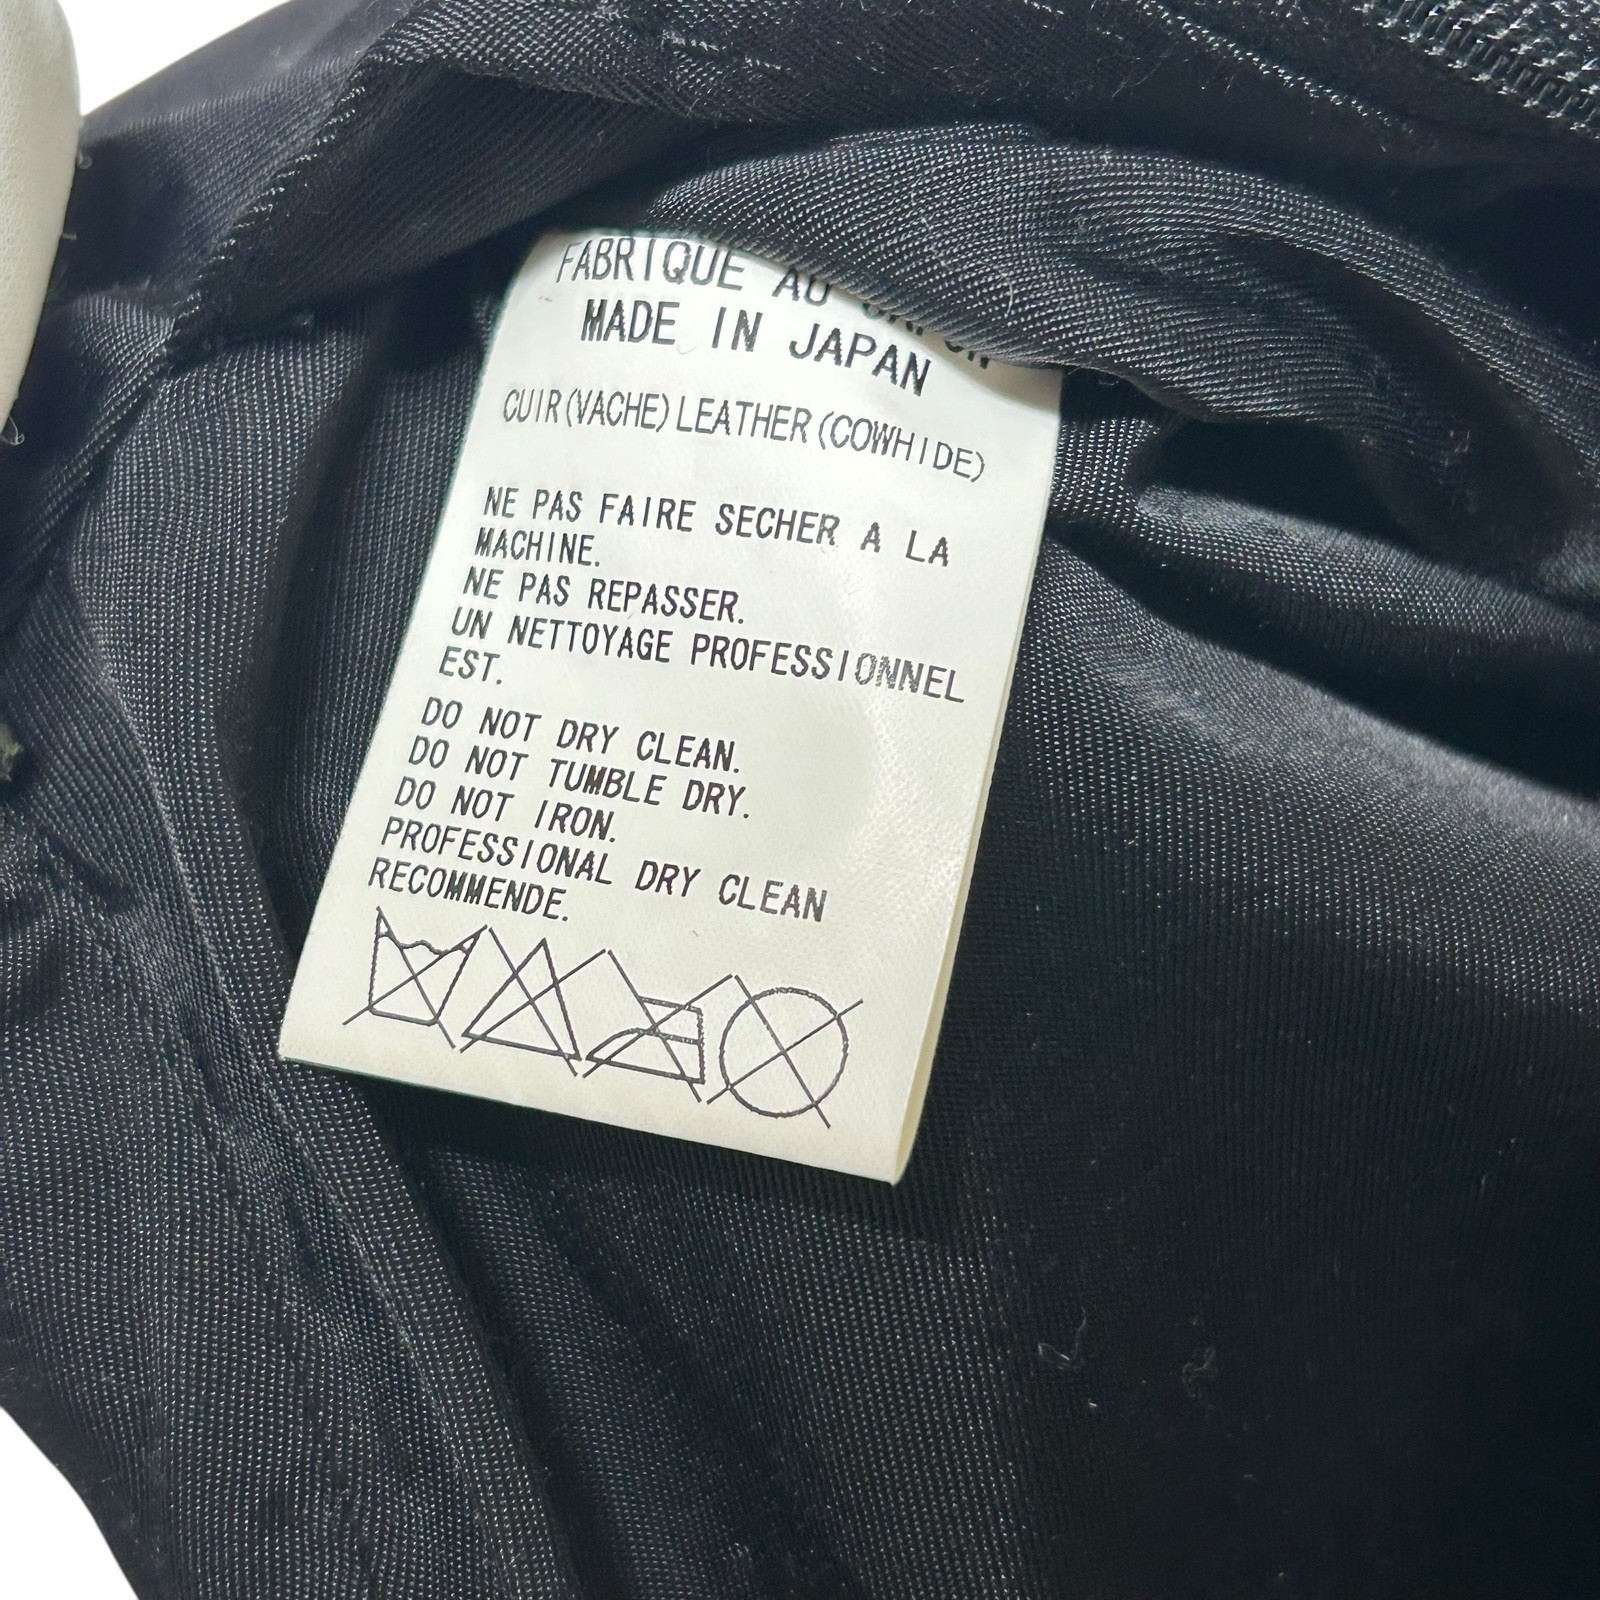 FABRIQUE AU JAPON
MADE IN JAPAN
CUIR(VACHE) LEATHER (COWHIDE)
NE PAS FAIRE SECHER A LA
MACHINE.
NE PAS REPASSER.
UN NETTOYAGE PROFESSIONNEL
EST.
DO NOT DRY CLEAN.
DO NOT TUMBLE DRY.
DO NOT IRON.
PROFESSIONAL DRY CLEAN
RECOMMENDE.